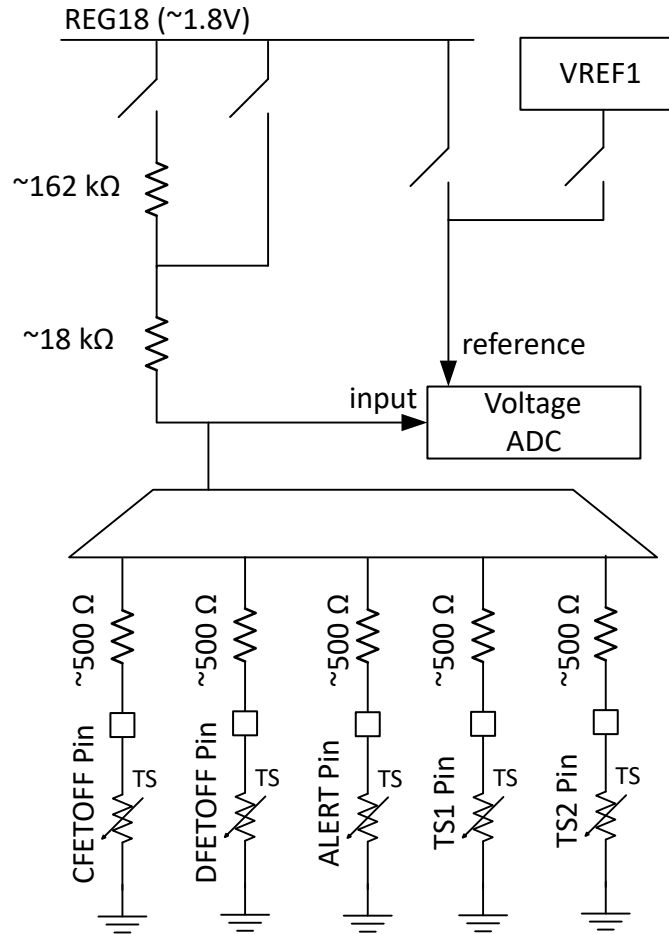 REG18 (~1.8V)
VREF1
~162 kΩ
~18 kΩ
reference
input
Voltage
ADC
~500 Ω
~500 Ω
~500 Ω
~500 Ω
~500 Ω
CFETOFF Pin
TS
DFETOFF Pin
TS
ALERT Pin
TS
TS1 Pin
TS
TS2 Pin
TS